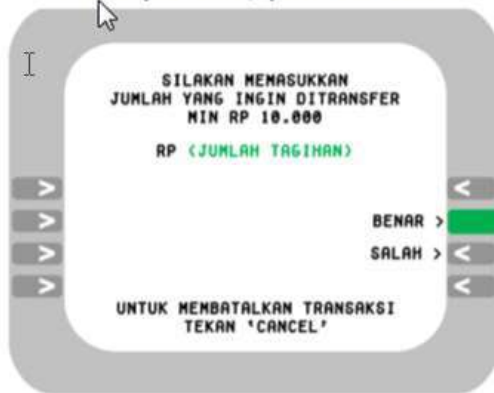 SILAKAN MEMASUKKAN
JUMLAH YANG INGIN DITRANSFER
MIN RP 10.000
RP (JUMLAH TAGIHAN)
BENAR >
SALAH >
UNTUK MEMBATALKAN TRANSAKSI
TEKAN 'CANCEL'